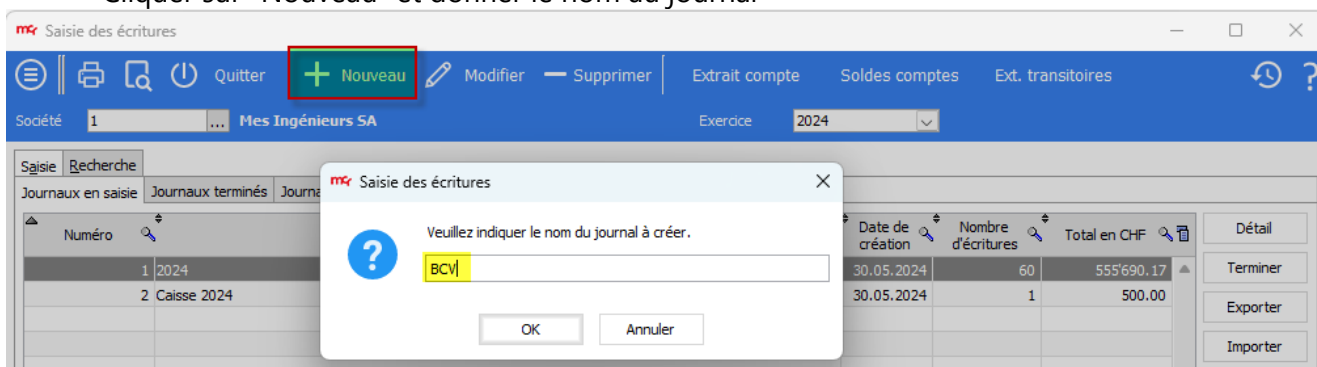 Cliquer sur "Nouveau" et donner le nom du journal
mcr Saisie des écritures
Quitter Nouveau Modifier Supprimer Extrait compte Soldes comptes Ext. transitoires ?
Société 1 ... Mes Ingénieurs SA Exercice 2024
Saisie Recherche
Journaux en saisie Journaux terminés
mcr Saisie des écritures
Numéro Date de création Nombre d'écritures Total en CHF Détail
Veuillez indiquer le nom du journal à créer.
?
BCV
1 2024 30.05.2024 60 555'690.17 Terminer
2 Caisse 2024 30.05.2024 1 500.00
Exporter
OK Annuler
Importer